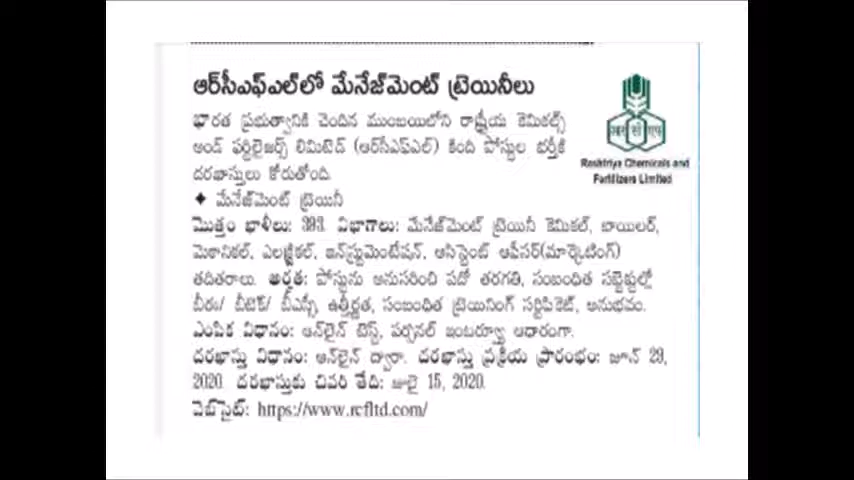 ఆర్‌సీఎఫ్ఎల్‌లో మేనేజ్‌మెంట్ ట్రెయినీలు
భారత ప్రభుత్వానికి చెందిన ముంబయిలోని రాష్ట్రీయ కెమికల్స్
అండ్ ఫర్టిలైజర్స్ లిమిటెడ్ (ఆర్‌సీఎఫ్ఎల్) కింది పోస్టుల భర్తీకి
దరఖాస్తులు కోరుతోంది.
आर सी एफ
Rashtriya Chemicals and
Fertilizers Limited
♦ మేనేజ్‌మెంట్ ట్రెయినీ
మొత్తం ఖాళీలు: 393. విభాగాలు: మేనేజ్‌మెంట్ ట్రెయినీ కెమికల్, బాయిలర్,
మెకానికల్, ఎలక్ట్రికల్, ఇన్‌స్ట్రుమెంటేషన్, అసిస్టెంట్ ఆఫీసర్(మార్కెటింగ్)
తదితరాలు. అర్హత: పోస్టును అనుసరించి పదో తరగతి, సంబంధిత సబ్జెక్టుల్లో
బీఈ/ బీటెక్/ బీఎస్సీ ఉత్తీర్ణత, సంబంధిత ట్రెయినింగ్ సర్టిఫికెట్, అనుభవం.
ఎంపిక విధానం: ఆన్‌లైన్ టెస్ట్, పర్సనల్ ఇంటర్వ్యూ ఆధారంగా.
దరఖాస్తు విధానం: ఆన్‌లైన్ ద్వారా. దరఖాస్తు ప్రక్రియ ప్రారంభం: జూన్ 29,
2020. దరఖాస్తుకు చివరి తేది: జులై 15, 2020.
వెబ్‌సైట్: https://www.rcfltd.com/